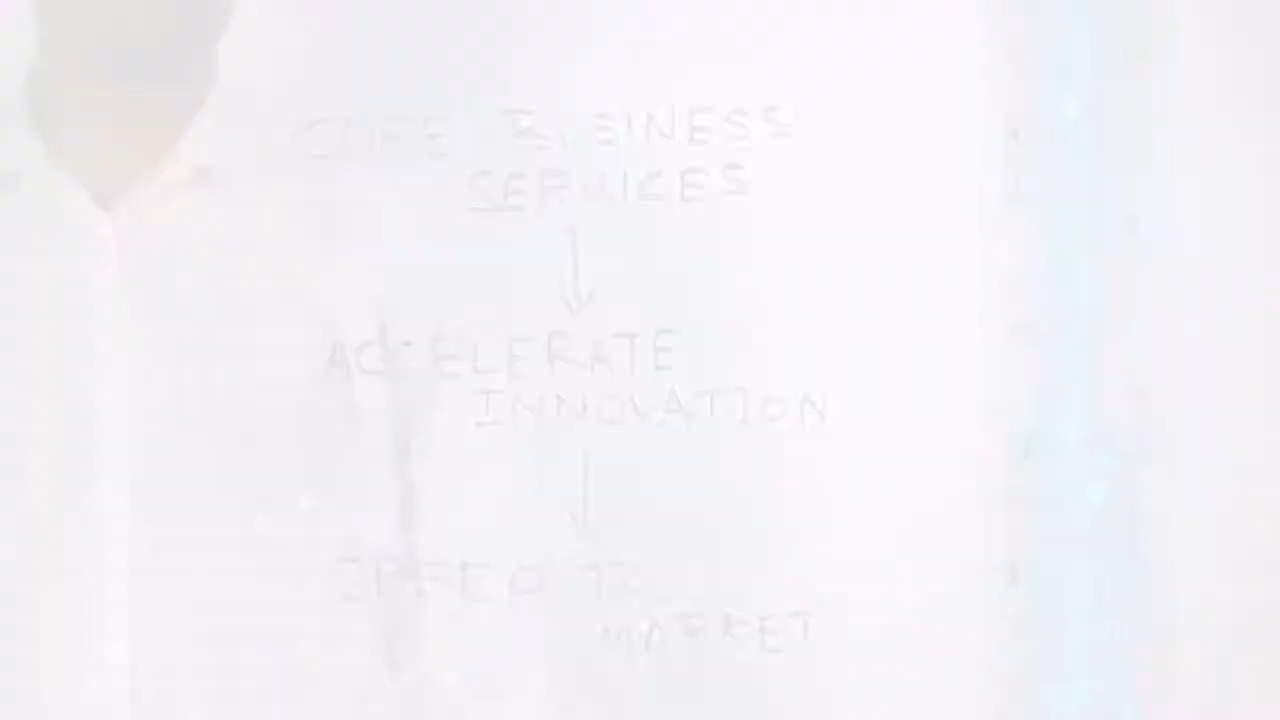 CORE BUSINESS
SERVICES
ACCELERATE
INNOVATION
SPEED TO
MARKET